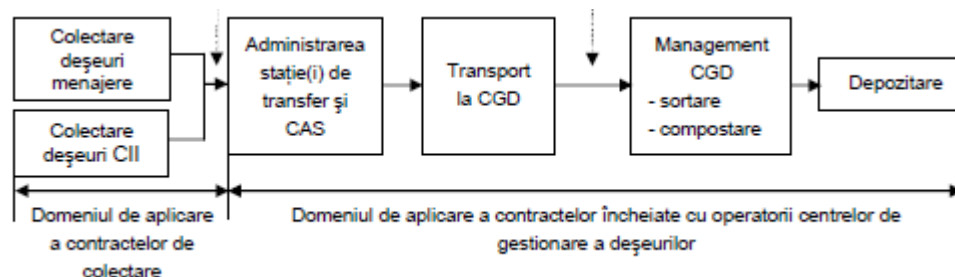 Colectare
deşeuri
menajere
Colectare
deşeuri CII
Administrarea
staţie(i) de
transfer şi
CAS
Transport
la CGD
Management
CGD
- sortare
- compostare
Depozitare
Domeniul de aplicare
a contractelor de
colectare
Domeniul de aplicare a contractelor încheiate cu operatorii centrelor de
gestionare a deşeurilor